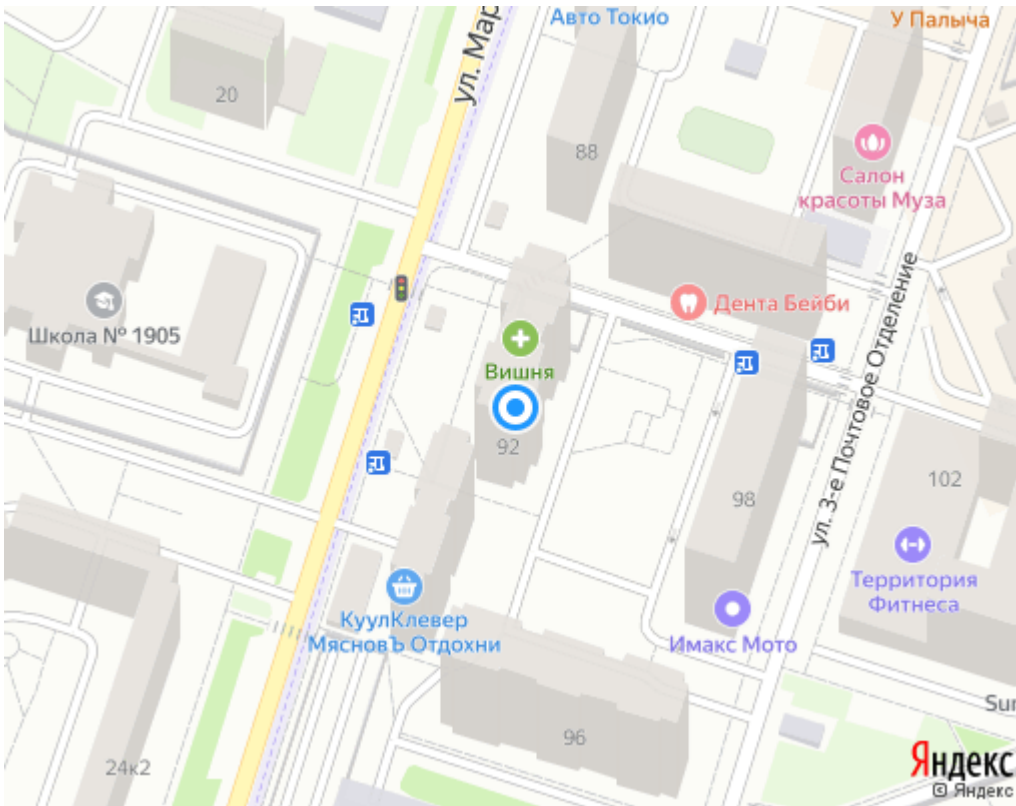 Авто Токио
У Палыча
ул. Мар
20
88
Салон
красоты Муза
Дента Бейби
Школа № 1905
Вишня
92
ул. 3-е Почтовое Отделение
98
102
Территория
Фитнеса
КуулКлевер
МясновЪ Отдохни
Имакс Мото
Sur
96
24к2
Яндекс
© Яндекс